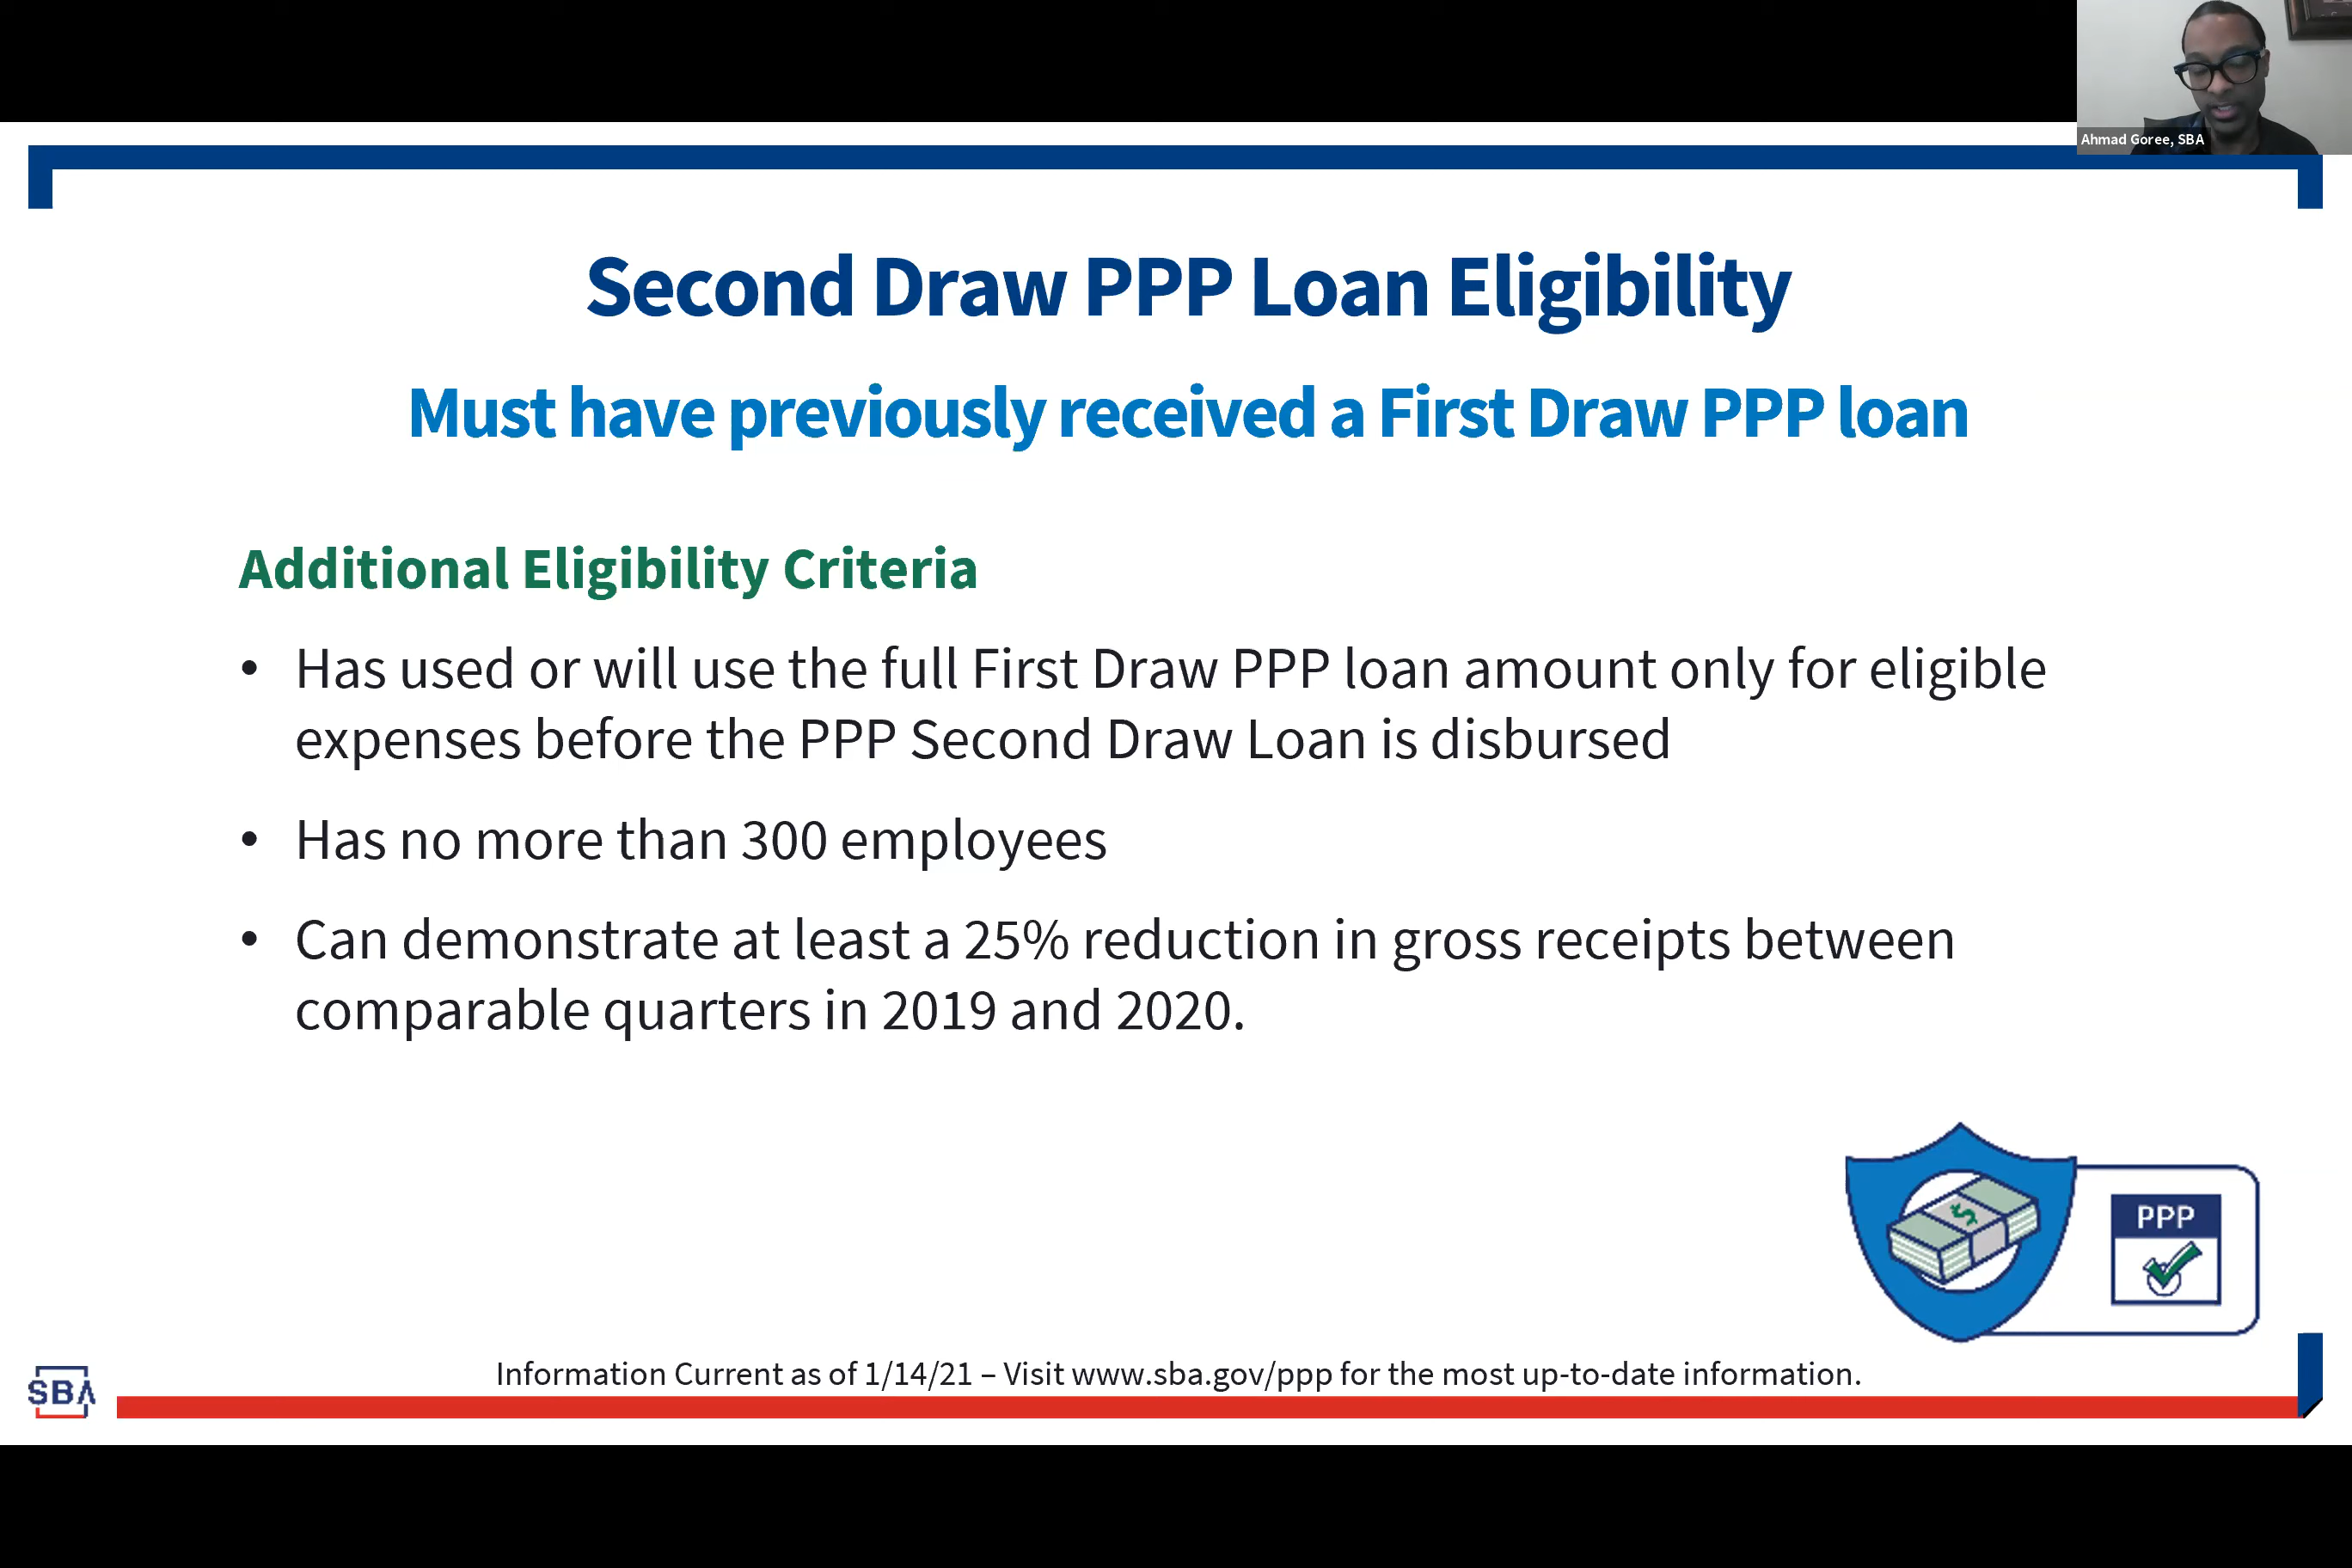 Ahmad Goree, SBA
Second Draw PPP Loan Eligibility
Must have previously received a First Draw PPP loan
Additional Eligibility Criteria
• Has used or will use the full First Draw PPP loan amount only for eligible
expenses before the PPP Second Draw Loan is disbursed
• Has no more than 300 employees
• Can demonstrate at least a 25% reduction in gross receipts between
comparable quarters in 2019 and 2020.
$
PPP
Information Current as of 1/14/21 – Visit www.sba.gov/ppp for the most up-to-date information.
SBA